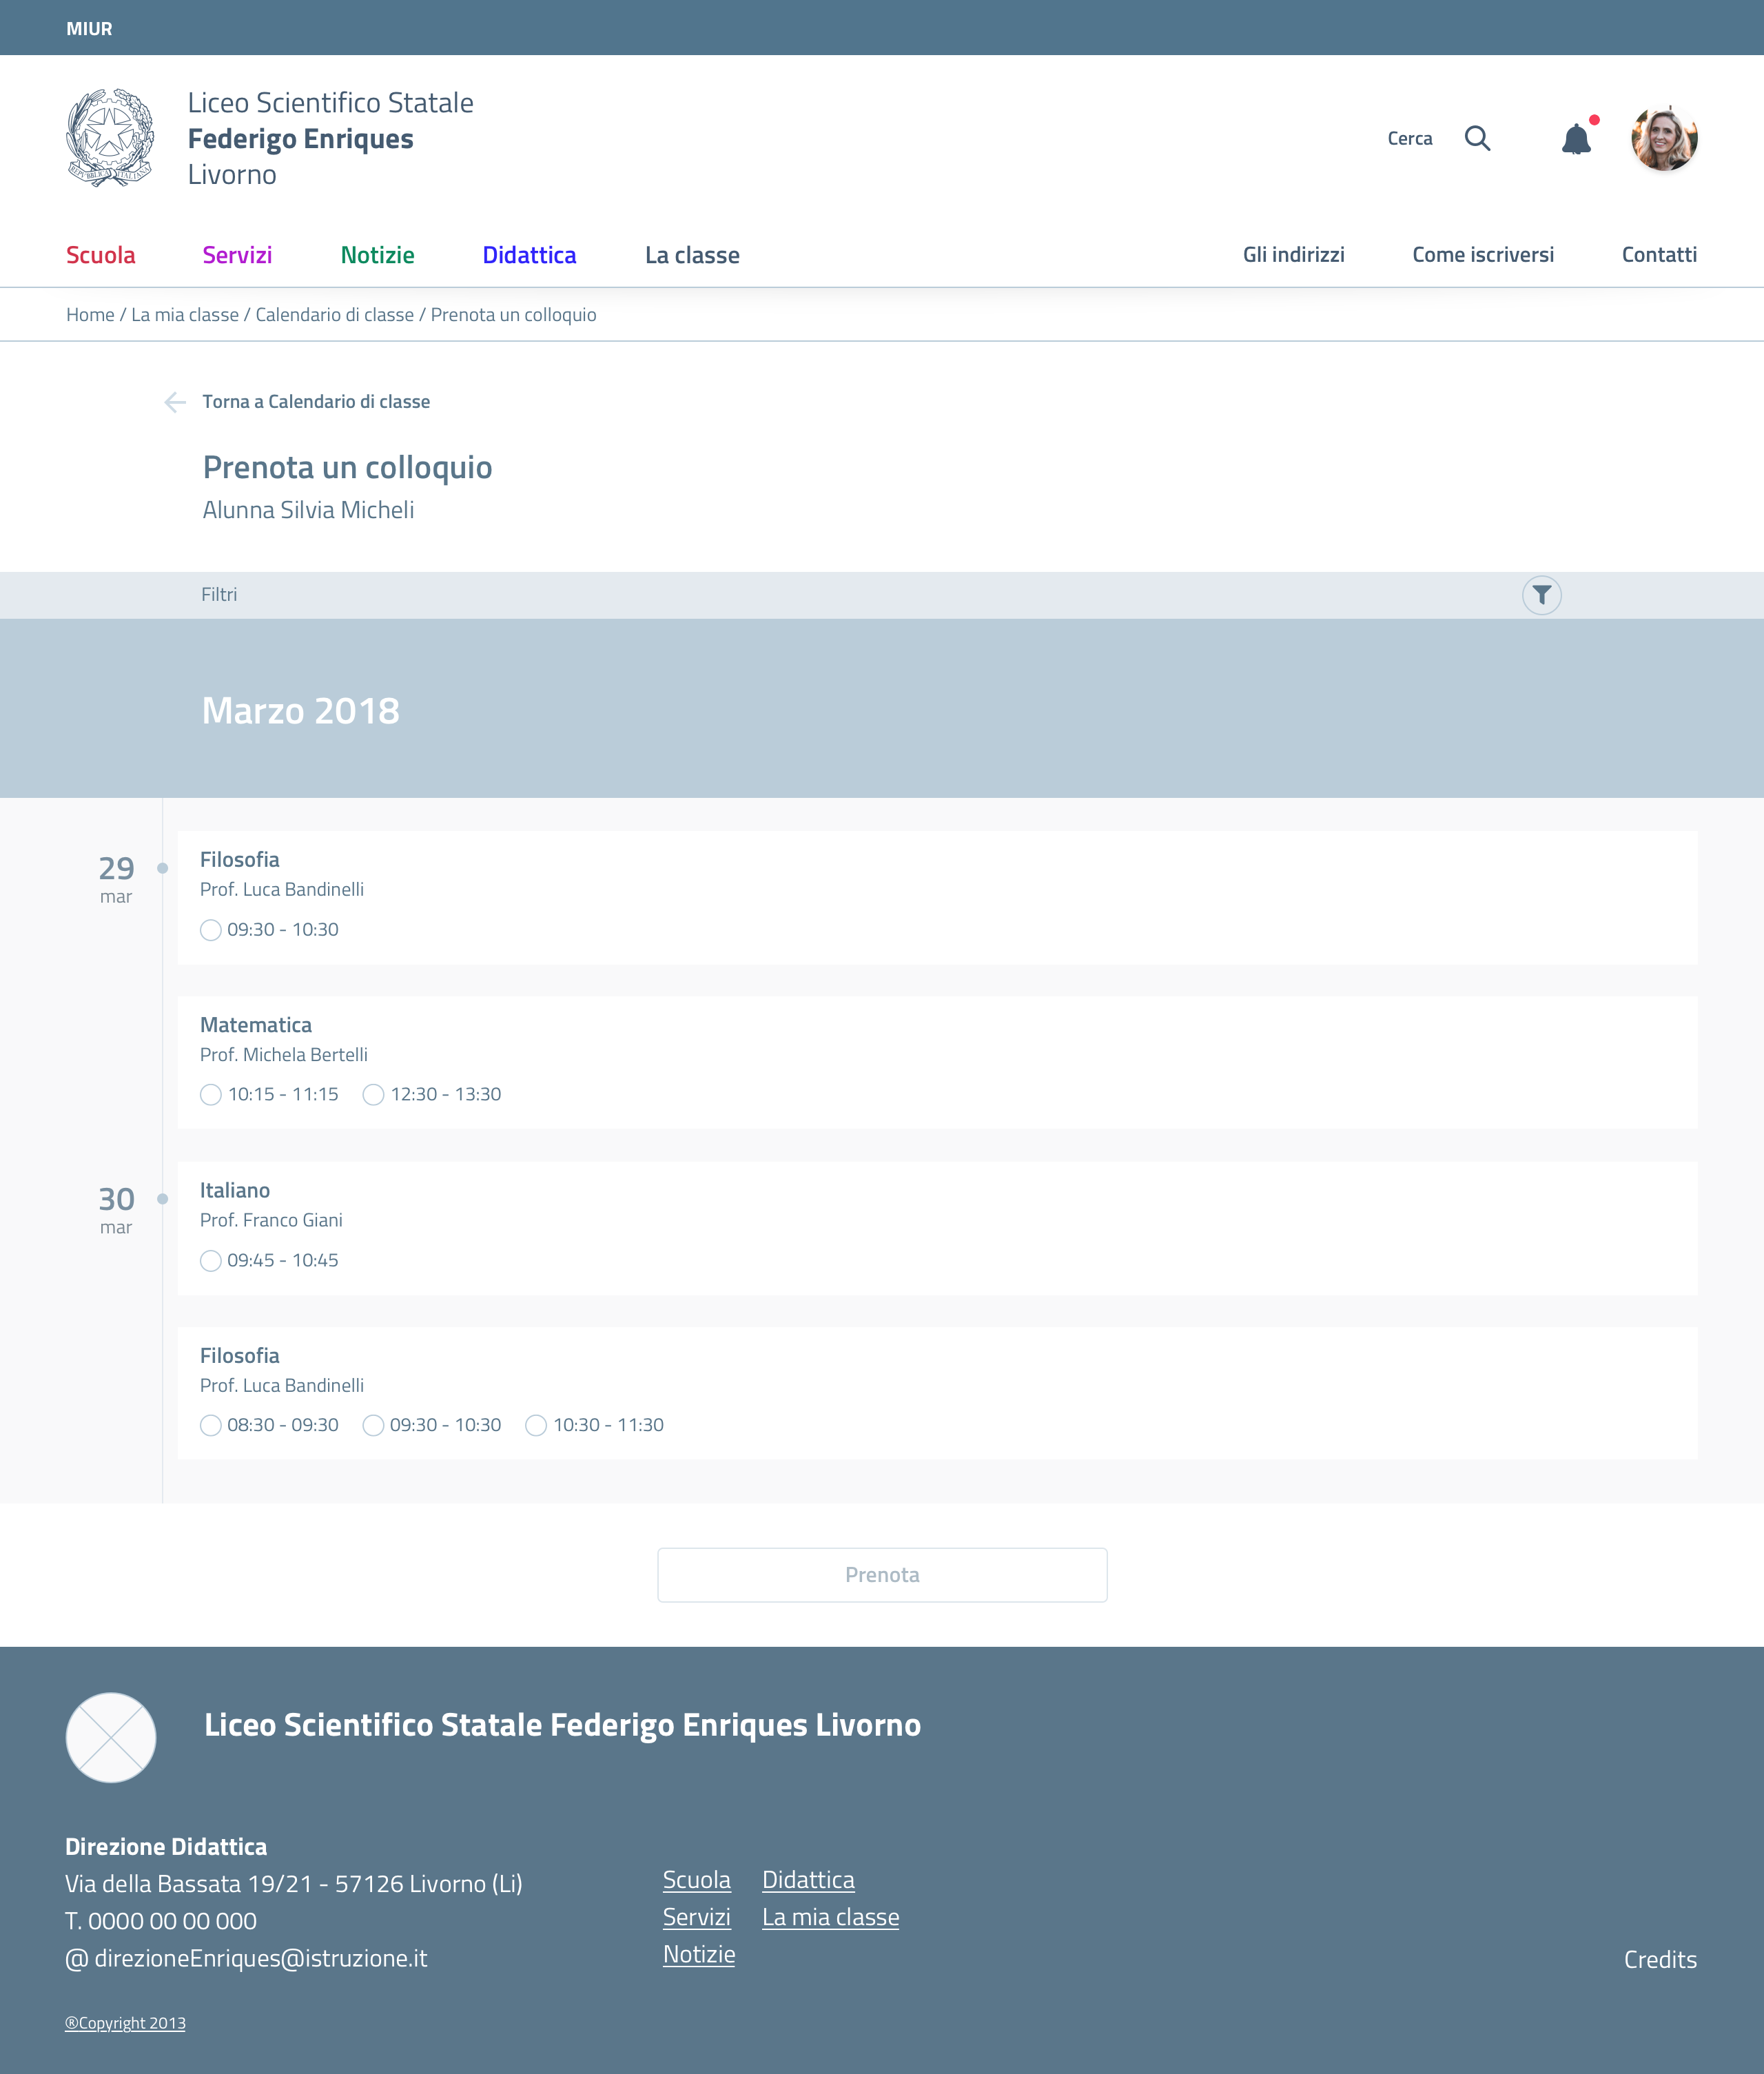 MIUR
Liceo Scientifico Statale
Federigo Enriques
Livorno
REPVBBLICA ITALIANA
Cerca
Scuola Servizi Notizie Didattica La classe Gli indirizzi Come iscriversi Contatti
Home / La mia classe / Calendario di classe / Prenota un colloquio
Torna a Calendario di classe
Prenota un colloquio
Alunna Silvia Micheli
Filtri
Marzo 2018
29
mar
Filosofia
Prof. Luca Bandinelli
09:30 - 10:30
Matematica
Prof. Michela Bertelli
10:15 - 11:15 12:30 - 13:30
30
mar
Italiano
Prof. Franco Giani
09:45 - 10:45
Filosofia
Prof. Luca Bandinelli
08:30 - 09:30 09:30 - 10:30 10:30 - 11:30
Prenota
Liceo Scientifico Statale Federigo Enriques Livorno
Direzione Didattica
Via della Bassata 19/21 - 57126 Livorno (Li)
T. 0000 00 00 000
@ direzioneEnriques@istruzione.it
Scuola Didattica
Servizi La mia classe
Notizie
Credits
®Copyright 2013